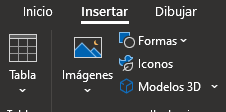 Inicio Insertar Dibujar
Formas
Iconos
Tabla Imágenes Modelos 3D